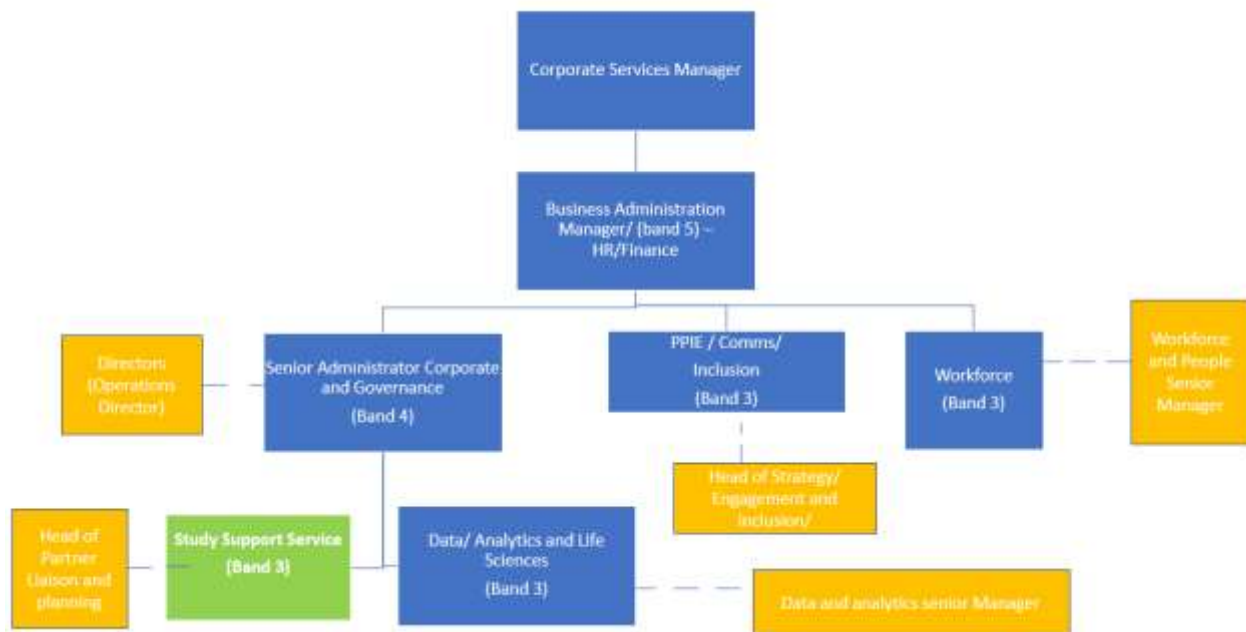 Corporate Services Manager
Business Administration
Manager/ (band 5) –
HR/Finance
Directors
(Operations
Director)
Senior Administrator Corporate
and Governance
(Band 4)
PPIE / Comms/
Inclusion
(Band 3)
Workforce
(Band 3)
Workforce
and People
Senior
Manager
Head of Strategy/
Engagement and
Inclusion/
Head of
Partner
Liaison and
planning
Study Support Service
(Band 3)
Data/ Analytics and Life
Sciences
(Band 3)
Data and analytics senior Manager